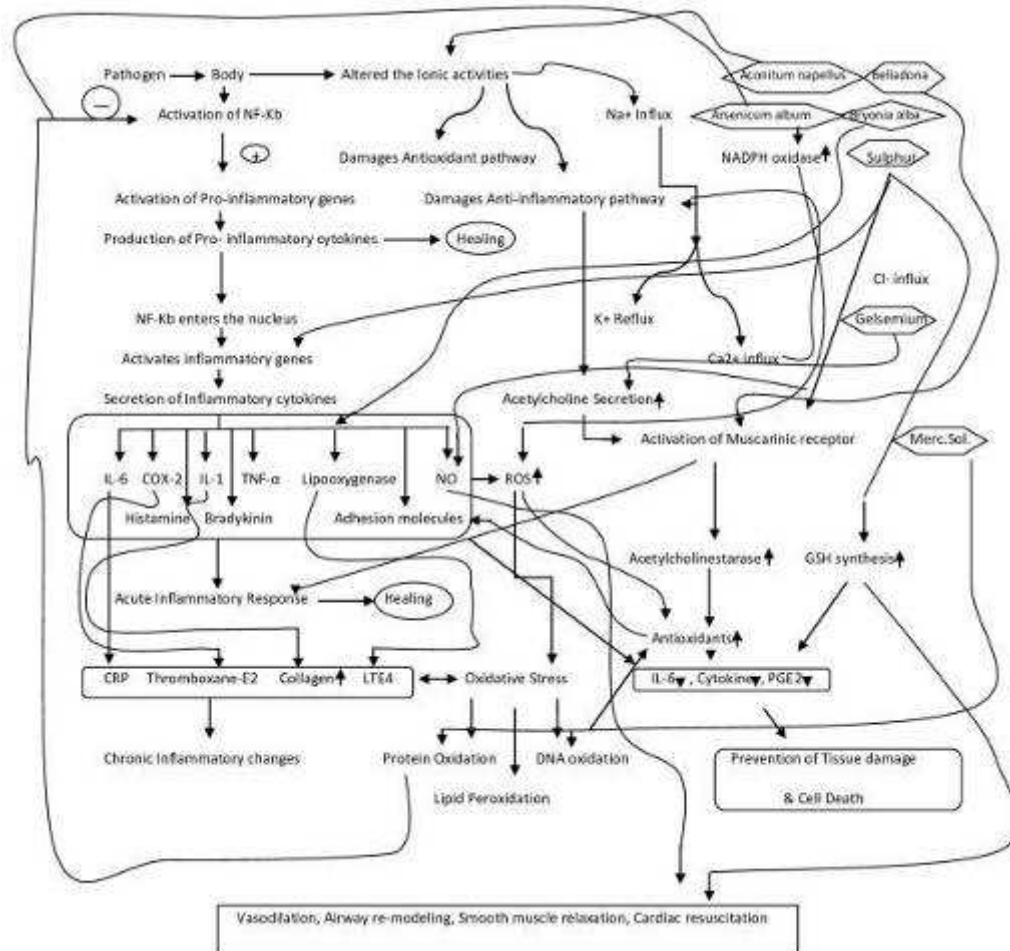 Pathogen Body Altered the Ionic activities Aconitum napellus Belladona
Activation of NF-Kb Na+ Influx Arsenicum album Bryonia alba
+
Damages Antioxidant pathway NADPH oxidase Sulphur
Activation of Pro-inflammatory genes Damages Anti-inflammatory pathway
Production of Pro- inflammatory cytokines Healing
Cl- influx
NF-Kb enters the nucleus K+ Reflux Gelsemium
Activates inflammatory genes Ca2+ influx
Secretion of Inflammatory cytokines Acetylcholine Secretion
Activation of Muscarinic receptor Merc.Sol.
IL-6 COX-2 IL-1 TNF-α Lipooxygenase NO ROS
Histamine Bradykinin Adhesion molecules
Acetylcholinestarase GSH synthesis
Acute Inflammatory Response Healing
Antioxidants
CRP Thromboxane-E2 Collagen LTE4 Oxidative Stress IL-6 , Cytokine , PGE2
Chronic Inflammatory changes Protein Oxidation DNA oxidation Prevention of Tissue damage
Lipid Peroxidation & Cell Death
Vasodilation, Airway re-modeling, Smooth muscle relaxation, Cardiac resuscitation